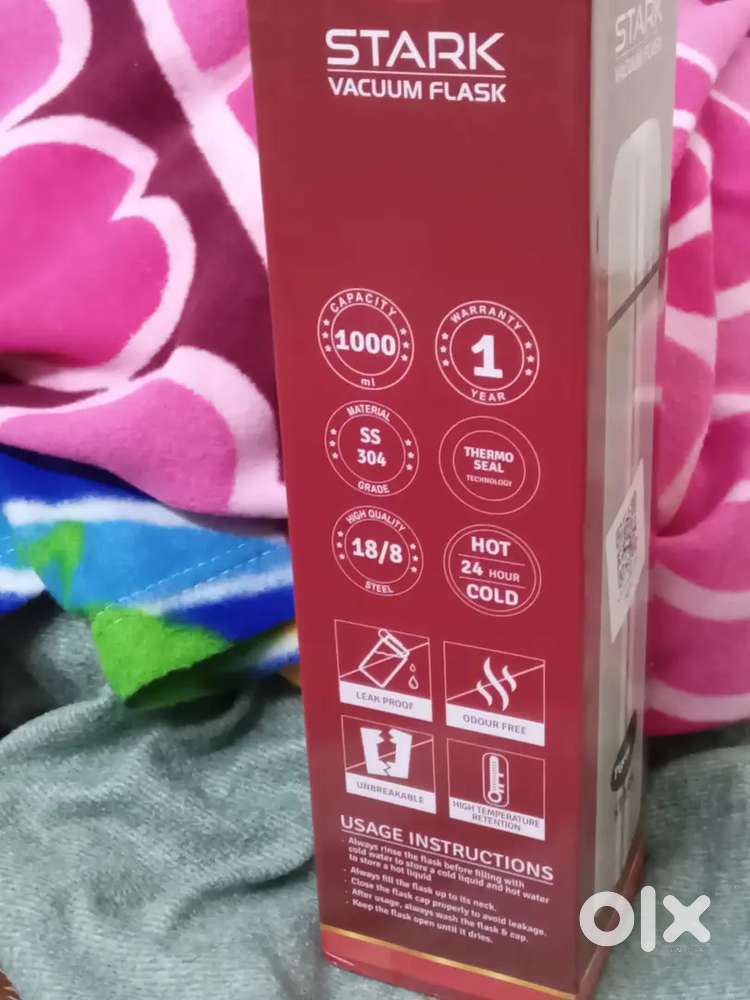 STARK
VACUUM FLASK
STARK
VACUUM FLASK
CAPACITY
1000
ml
WARRANTY
1
YEAR
MATERIAL
SS
304
GRADE
THERMO
SEAL
TECHNOLOGY
HIGH QUALITY
18/8
STEEL
HOT
24 HOUR
COLD
LEAK PROOF
ODOUR FREE
UNBREAKABLE
HIGH TEMPERATURE
RETENTION
USAGE INSTRUCTIONS
- Always rinse the flask before filling with
cold water to store a cold liquid and hot water
to store a hot liquid
- Always fill the flask up to its neck.
- Close the flask cap properly to avoid leakage.
- After usage, always wash the flask & cap.
- Keep the flask open until it dries.
olx